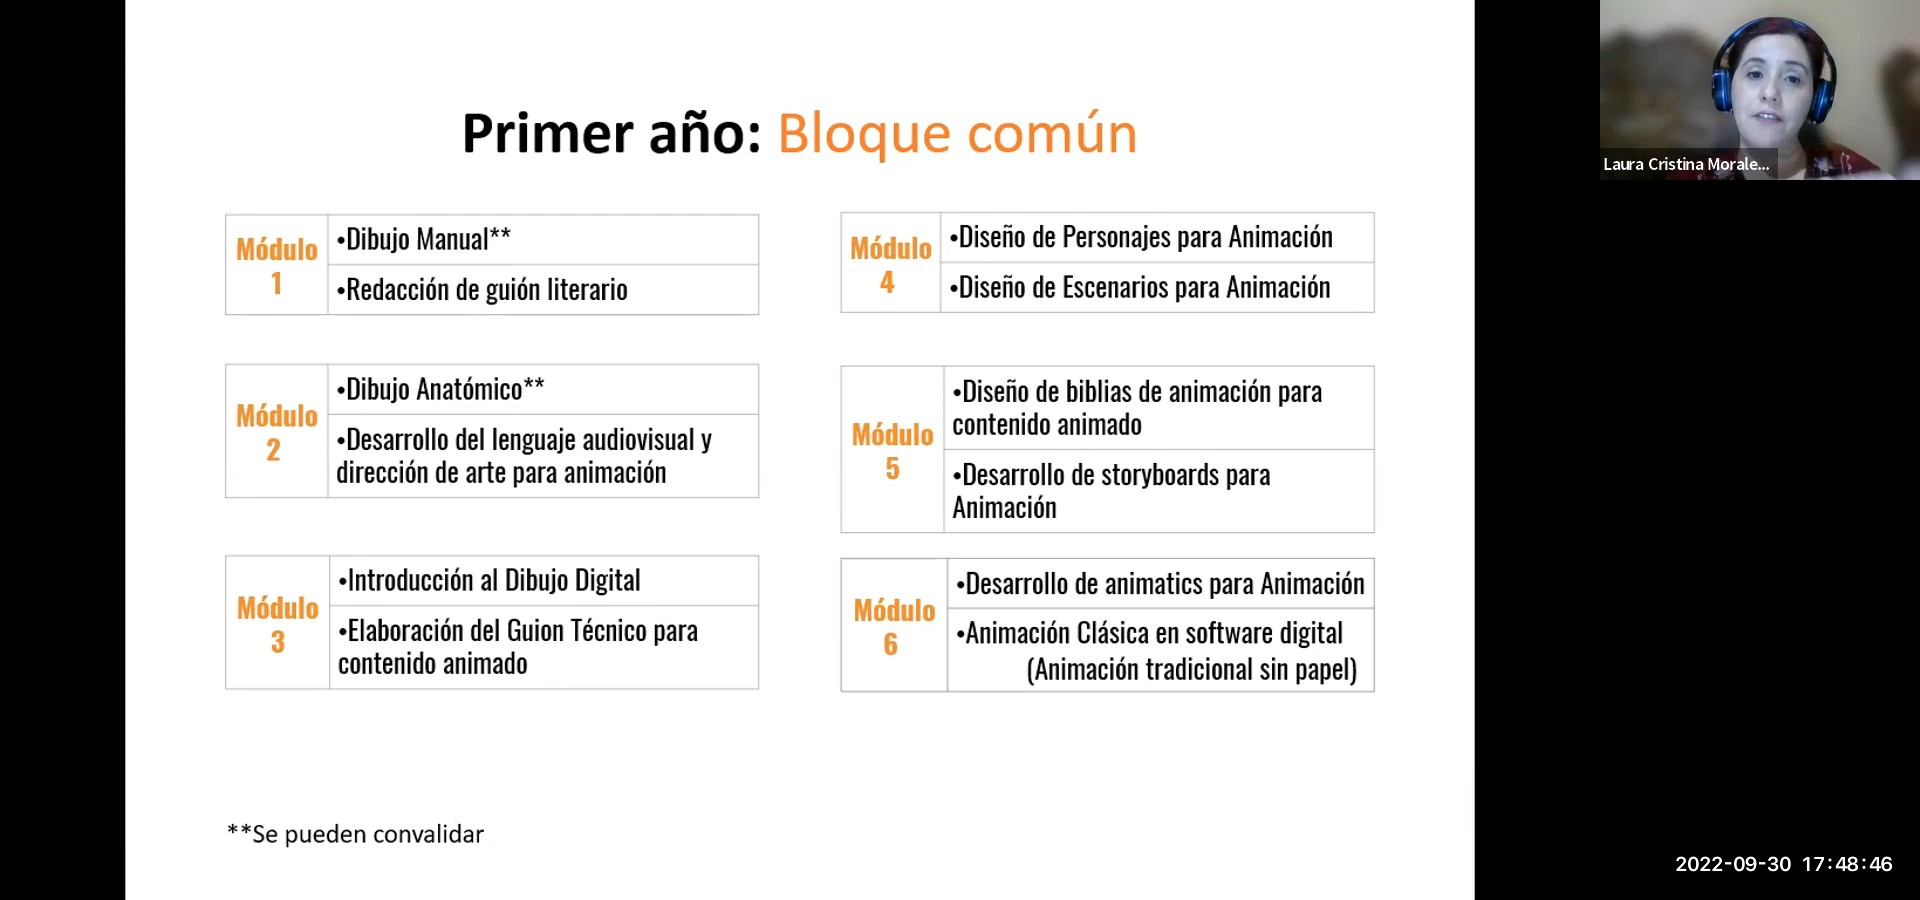 Primer año: Bloque común
Módulo
1
•Dibujo Manual**
•Redacción de guión literario
Módulo
2
•Dibujo Anatómico**
•Desarrollo del lenguaje audiovisual y
dirección de arte para animación
Módulo
3
•Introducción al Dibujo Digital
•Elaboración del Guion Técnico para
contenido animado
Módulo
4
•Diseño de Personajes para Animación
•Diseño de Escenarios para Animación
Módulo
5
•Diseño de biblias de animación para
contenido animado
•Desarrollo de storyboards para
Animación
Módulo
6
•Desarrollo de animatics para Animación
•Animación Clásica en software digital
(Animación tradicional sin papel)
**Se pueden convalidar
Laura Cristina Morale...
2022-09-30 17:48:46